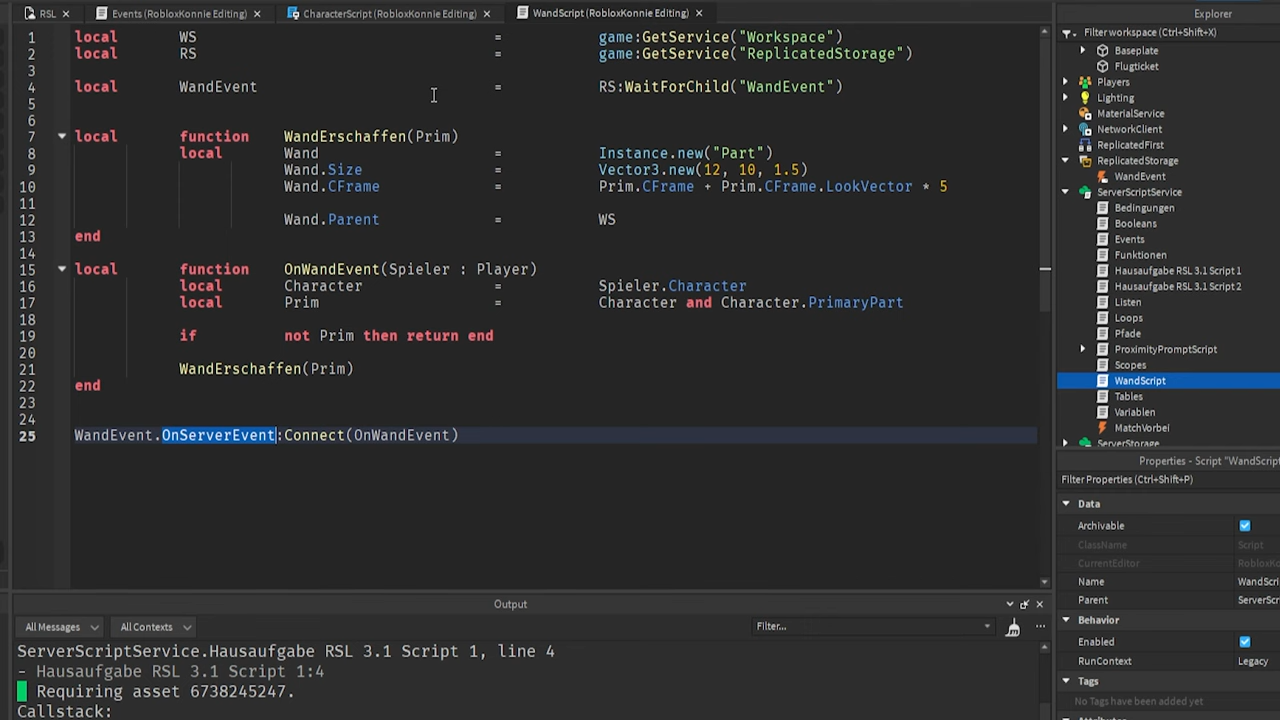 RSL ×
Events (RobloxKonnie Editing) ×
CharacterScript (RobloxKonnie Editing) ×
WandScript (RobloxKonnie Editing) ×
1 local WS = game:GetService("Workspace")
2 local RS = game:GetService("ReplicatedStorage")
3
4 local WandEvent = RS:WaitForChild("WandEvent")
5
6
7 local function WandErschaffen(Prim)
8 local Wand = Instance.new("Part")
9 Wand.Size = Vector3.new(12, 10, 1.5)
10 Wand.CFrame = Prim.CFrame + Prim.CFrame.LookVector * 5
11
12 Wand.Parent = WS
13 end
14
15 local function OnWandEvent(Spieler : Player)
16 local Character = Spieler.Character
17 local Prim = Character and Character.PrimaryPart
18
19 if not Prim then return end
20
21 WandErschaffen(Prim)
22 end
23
24
25 WandEvent.OnServerEvent:Connect(OnWandEvent)
Output
All Messages
All Contexts
Filter...
ServerScriptService.Hausaufgabe RSL 3.1 Script 1, line 4
- Hausaufgabe RSL 3.1 Script 1:4
Requiring asset 6738245247.
Callstack:
Explorer
Filter workspace (Ctrl+Shift+X)
Baseplate
Flugticket
Players
Lighting
MaterialService
NetworkClient
ReplicatedFirst
ReplicatedStorage
WandEvent
ServerScriptService
Bedingungen
Booleans
Events
Funktionen
Hausaufgabe RSL 3.1 Script 1
Hausaufgabe RSL 3.1 Script 2
Listen
Loops
Pfade
ProximityPromptScript
Scopes
WandScript
Tables
Variablen
MatchVorbei
ServerStorage
Properties - Script "WandScript
Filter Properties (Ctrl+Shift+P)
Data
Archivable
ClassName Script
CurrentEditor RobloxKo
Name WandScri
Parent ServerScr
Behavior
Enabled
RunContext Legacy
Tags
No Tags have been added yet